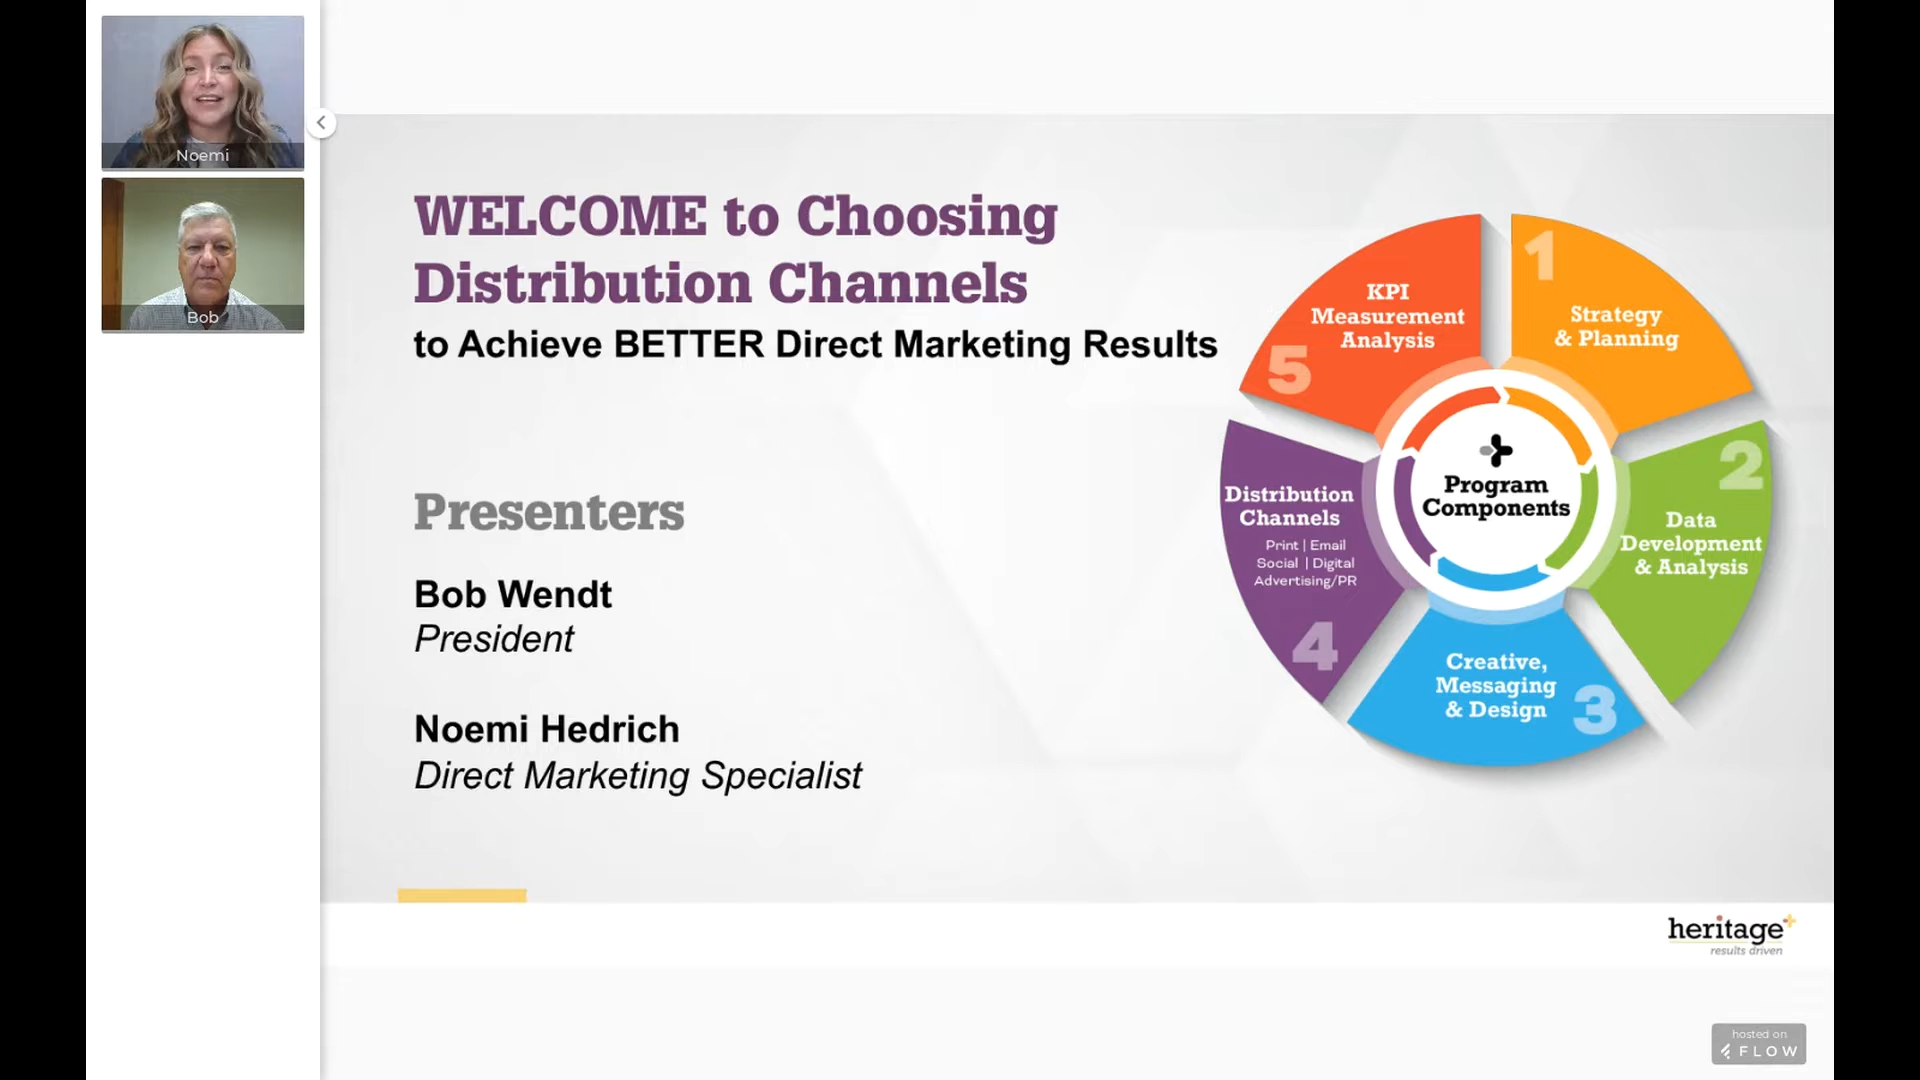 Noemi
Bob
WELCOME to Choosing
Distribution Channels
to Achieve BETTER Direct Marketing Results
Presenters
Bob Wendt
President
Noemi Hedrich
Direct Marketing Specialist
1
Strategy
& Planning
2
Data
Development
& Analysis
3
Creative,
Messaging
& Design
4
Distribution
Channels
Print | Email
Social | Digital
Advertising/PR
5
KPI
Measurement
Analysis
Program
Components
heritage+
results driven
hosted on
FLOW